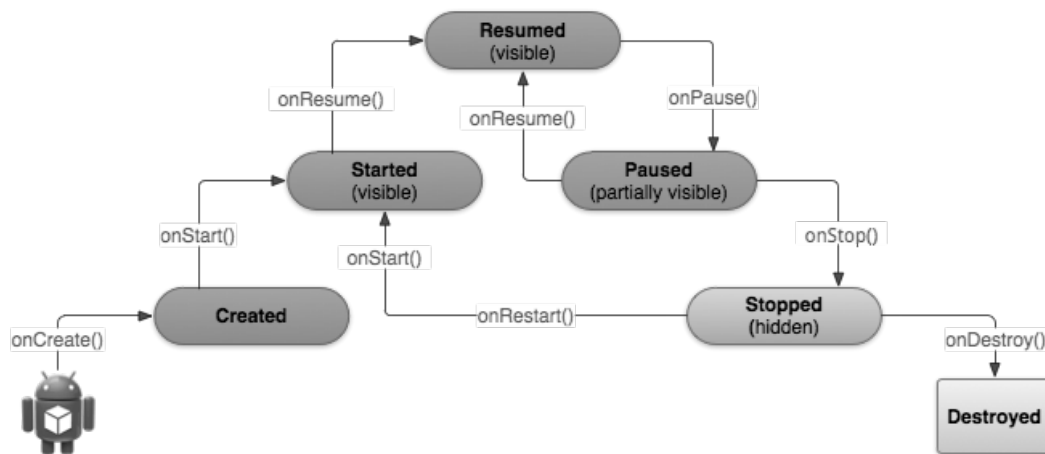 Resumed
(visible)
onResume()
onResume()
onPause()
Started
(visible)
Paused
(partially visible)
onStart()
onStart()
onStop()
Created
onRestart()
Stopped
(hidden)
onCreate()
onDestroy()
Destroyed